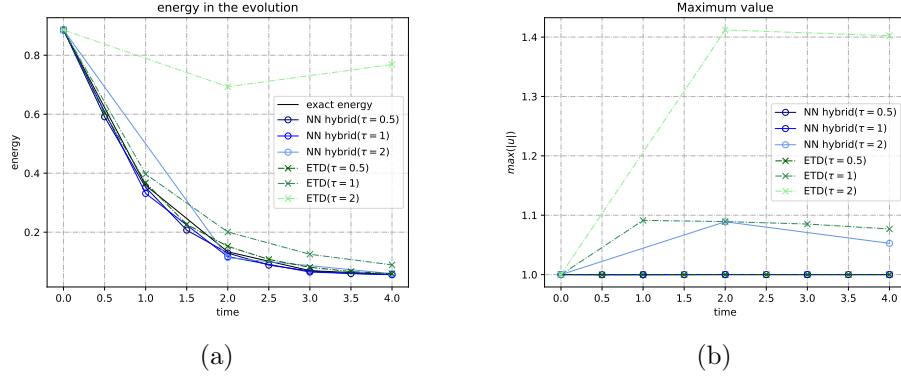 energy in the evolution
0.8
0.6
0.4
0.2
energy
exact energy
NN hybrid(τ = 0.5)
NN hybrid(τ = 1)
NN hybrid(τ = 2)
ETD(τ = 0.5)
ETD(τ = 1)
ETD(τ = 2)
0.0 0.5 1.0 1.5 2.0 2.5 3.0 3.5 4.0
time
(a)
Maximum value
1.4
1.3
1.2
1.1
1.0
max(|u|)
NN hybrid(τ = 0.5)
NN hybrid(τ = 1)
NN hybrid(τ = 2)
ETD(τ = 0.5)
ETD(τ = 1)
ETD(τ = 2)
0.0 0.5 1.0 1.5 2.0 2.5 3.0 3.5 4.0
time
(b)